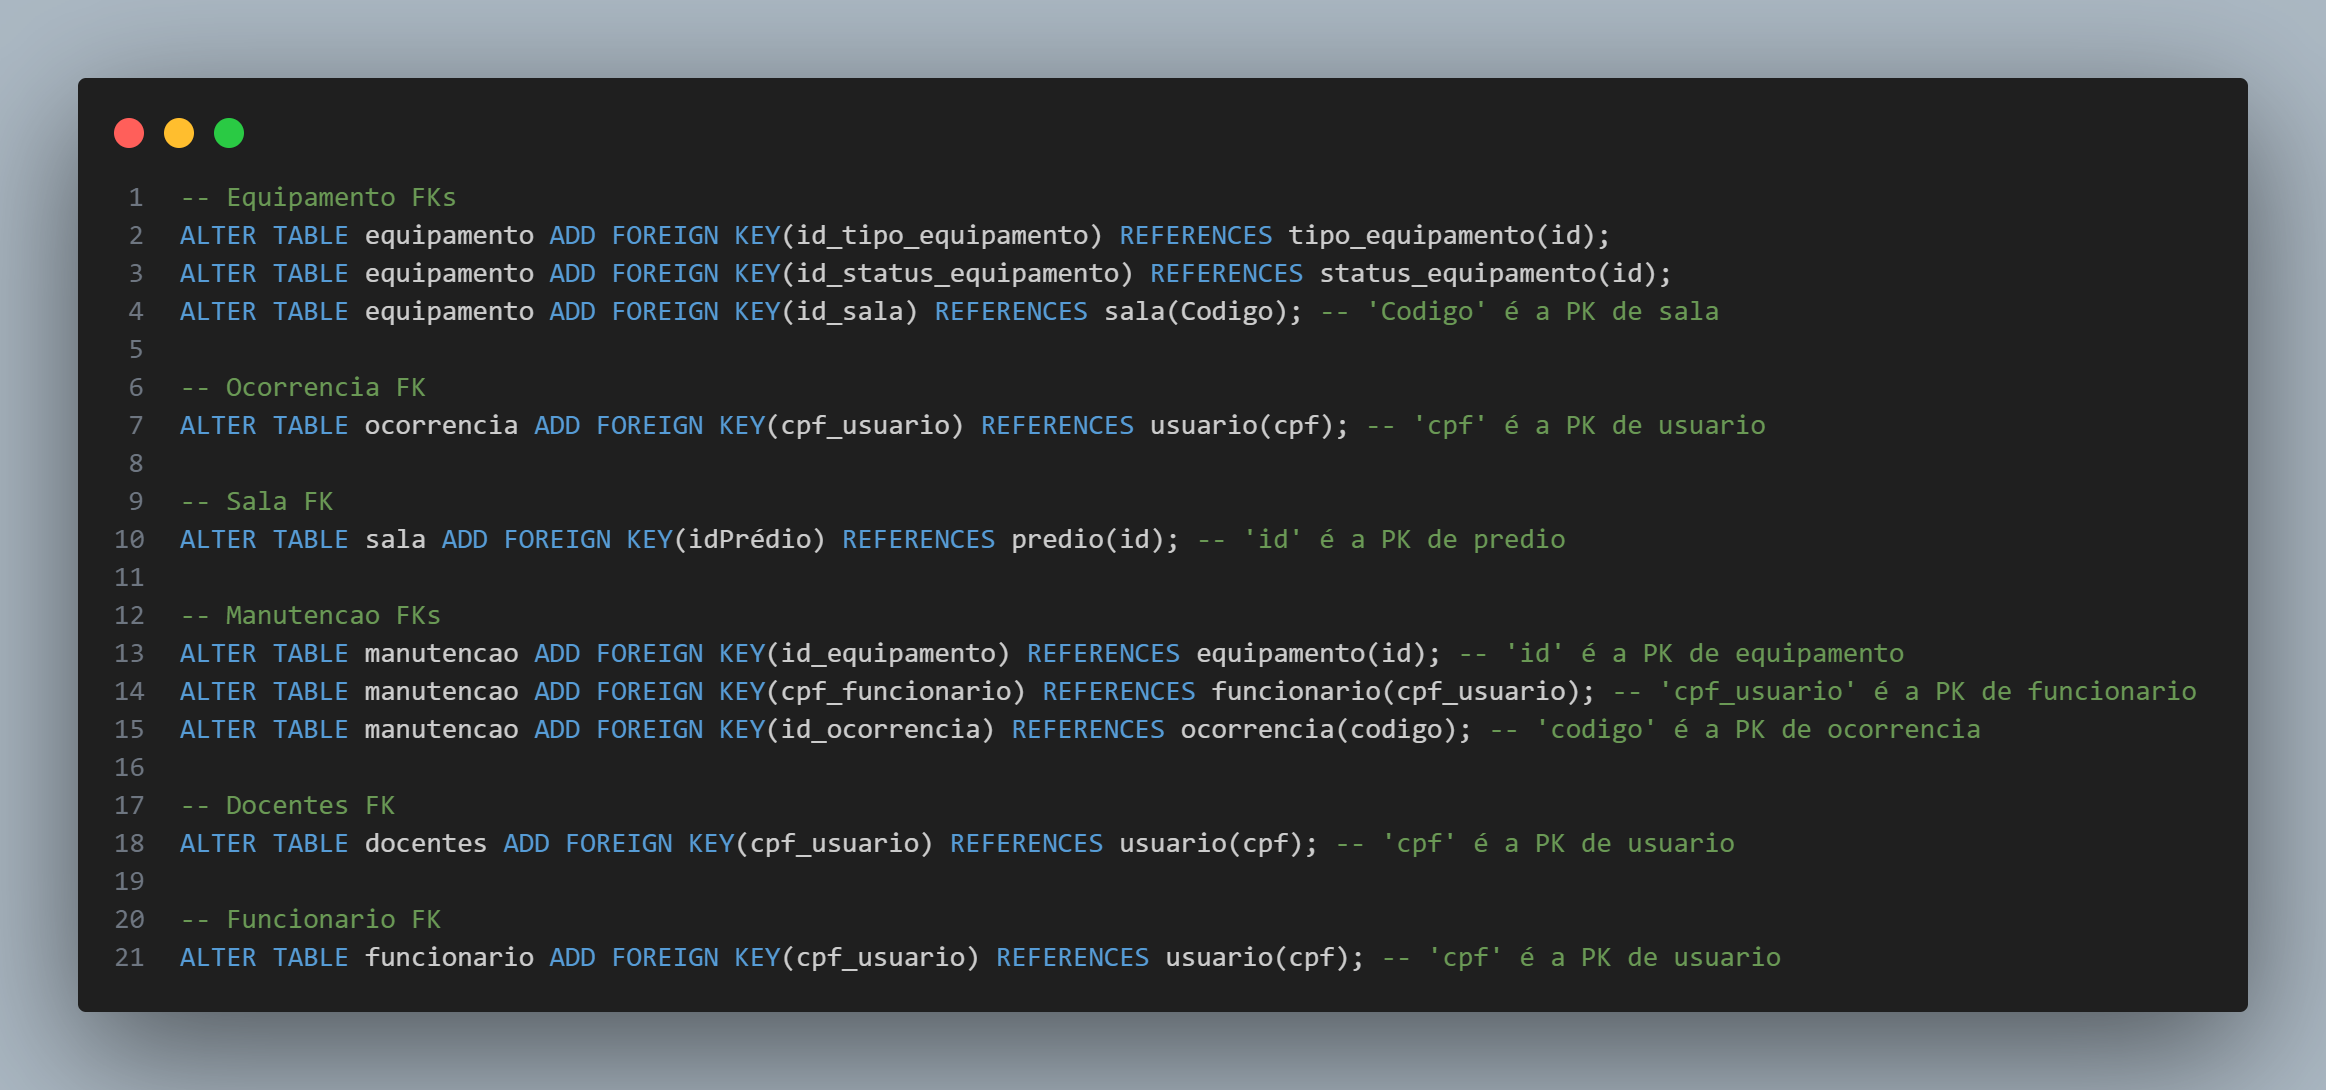 1 -- Equipamento FKs
2 ALTER TABLE equipamento ADD FOREIGN KEY(id_tipo_equipamento) REFERENCES tipo_equipamento(id);
3 ALTER TABLE equipamento ADD FOREIGN KEY(id_status_equipamento) REFERENCES status_equipamento(id);
4 ALTER TABLE equipamento ADD FOREIGN KEY(id_sala) REFERENCES sala(Codigo); -- 'Codigo' é a PK de sala
5
6 -- Ocorrencia FK
7 ALTER TABLE ocorrencia ADD FOREIGN KEY(cpf_usuario) REFERENCES usuario(cpf); -- 'cpf' é a PK de usuario
8
9 -- Sala FK
10 ALTER TABLE sala ADD FOREIGN KEY(idPrédio) REFERENCES predio(id); -- 'id' é a PK de predio
11
12 -- Manutencao FKs
13 ALTER TABLE manutencao ADD FOREIGN KEY(id_equipamento) REFERENCES equipamento(id); -- 'id' é a PK de equipamento
14 ALTER TABLE manutencao ADD FOREIGN KEY(cpf_funcionario) REFERENCES funcionario(cpf_usuario); -- 'cpf_usuario' é a PK de funcionario
15 ALTER TABLE manutencao ADD FOREIGN KEY(id_ocorrencia) REFERENCES ocorrencia(codigo); -- 'codigo' é a PK de ocorrencia
16
17 -- Docentes FK
18 ALTER TABLE docentes ADD FOREIGN KEY(cpf_usuario) REFERENCES usuario(cpf); -- 'cpf' é a PK de usuario
19
20 -- Funcionario FK
21 ALTER TABLE funcionario ADD FOREIGN KEY(cpf_usuario) REFERENCES usuario(cpf); -- 'cpf' é a PK de usuario